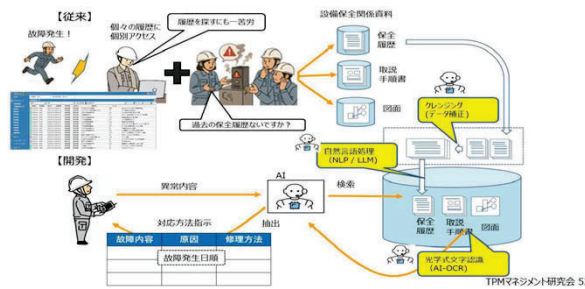 【従来】
故障発生！
個々の履歴に
個別アクセス
履歴を探すにも一苦労
過去の保全履歴ないですか？
設備保全関係資料
保全
履歴
取説
手順書
図面
クレンジング
(データ補正)
自然言語処理
(NLP / LLM)
【開発】
異常内容
AI
検索
対応方法指示
抽出
故障内容
原因
修理方法
故障発生日順
保全
履歴
取説
手順書
図面
光学式文字認識
(AI-OCR)
TPMマネジメント研究会 5